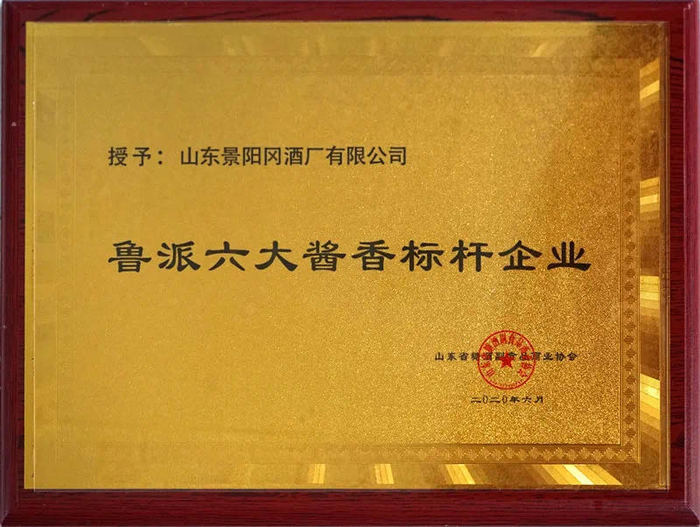 授予：山东景阳冈酒厂有限公司
鲁派六大酱香标杆企业
山东省糖酒副食品商业协会
二〇二〇年六月